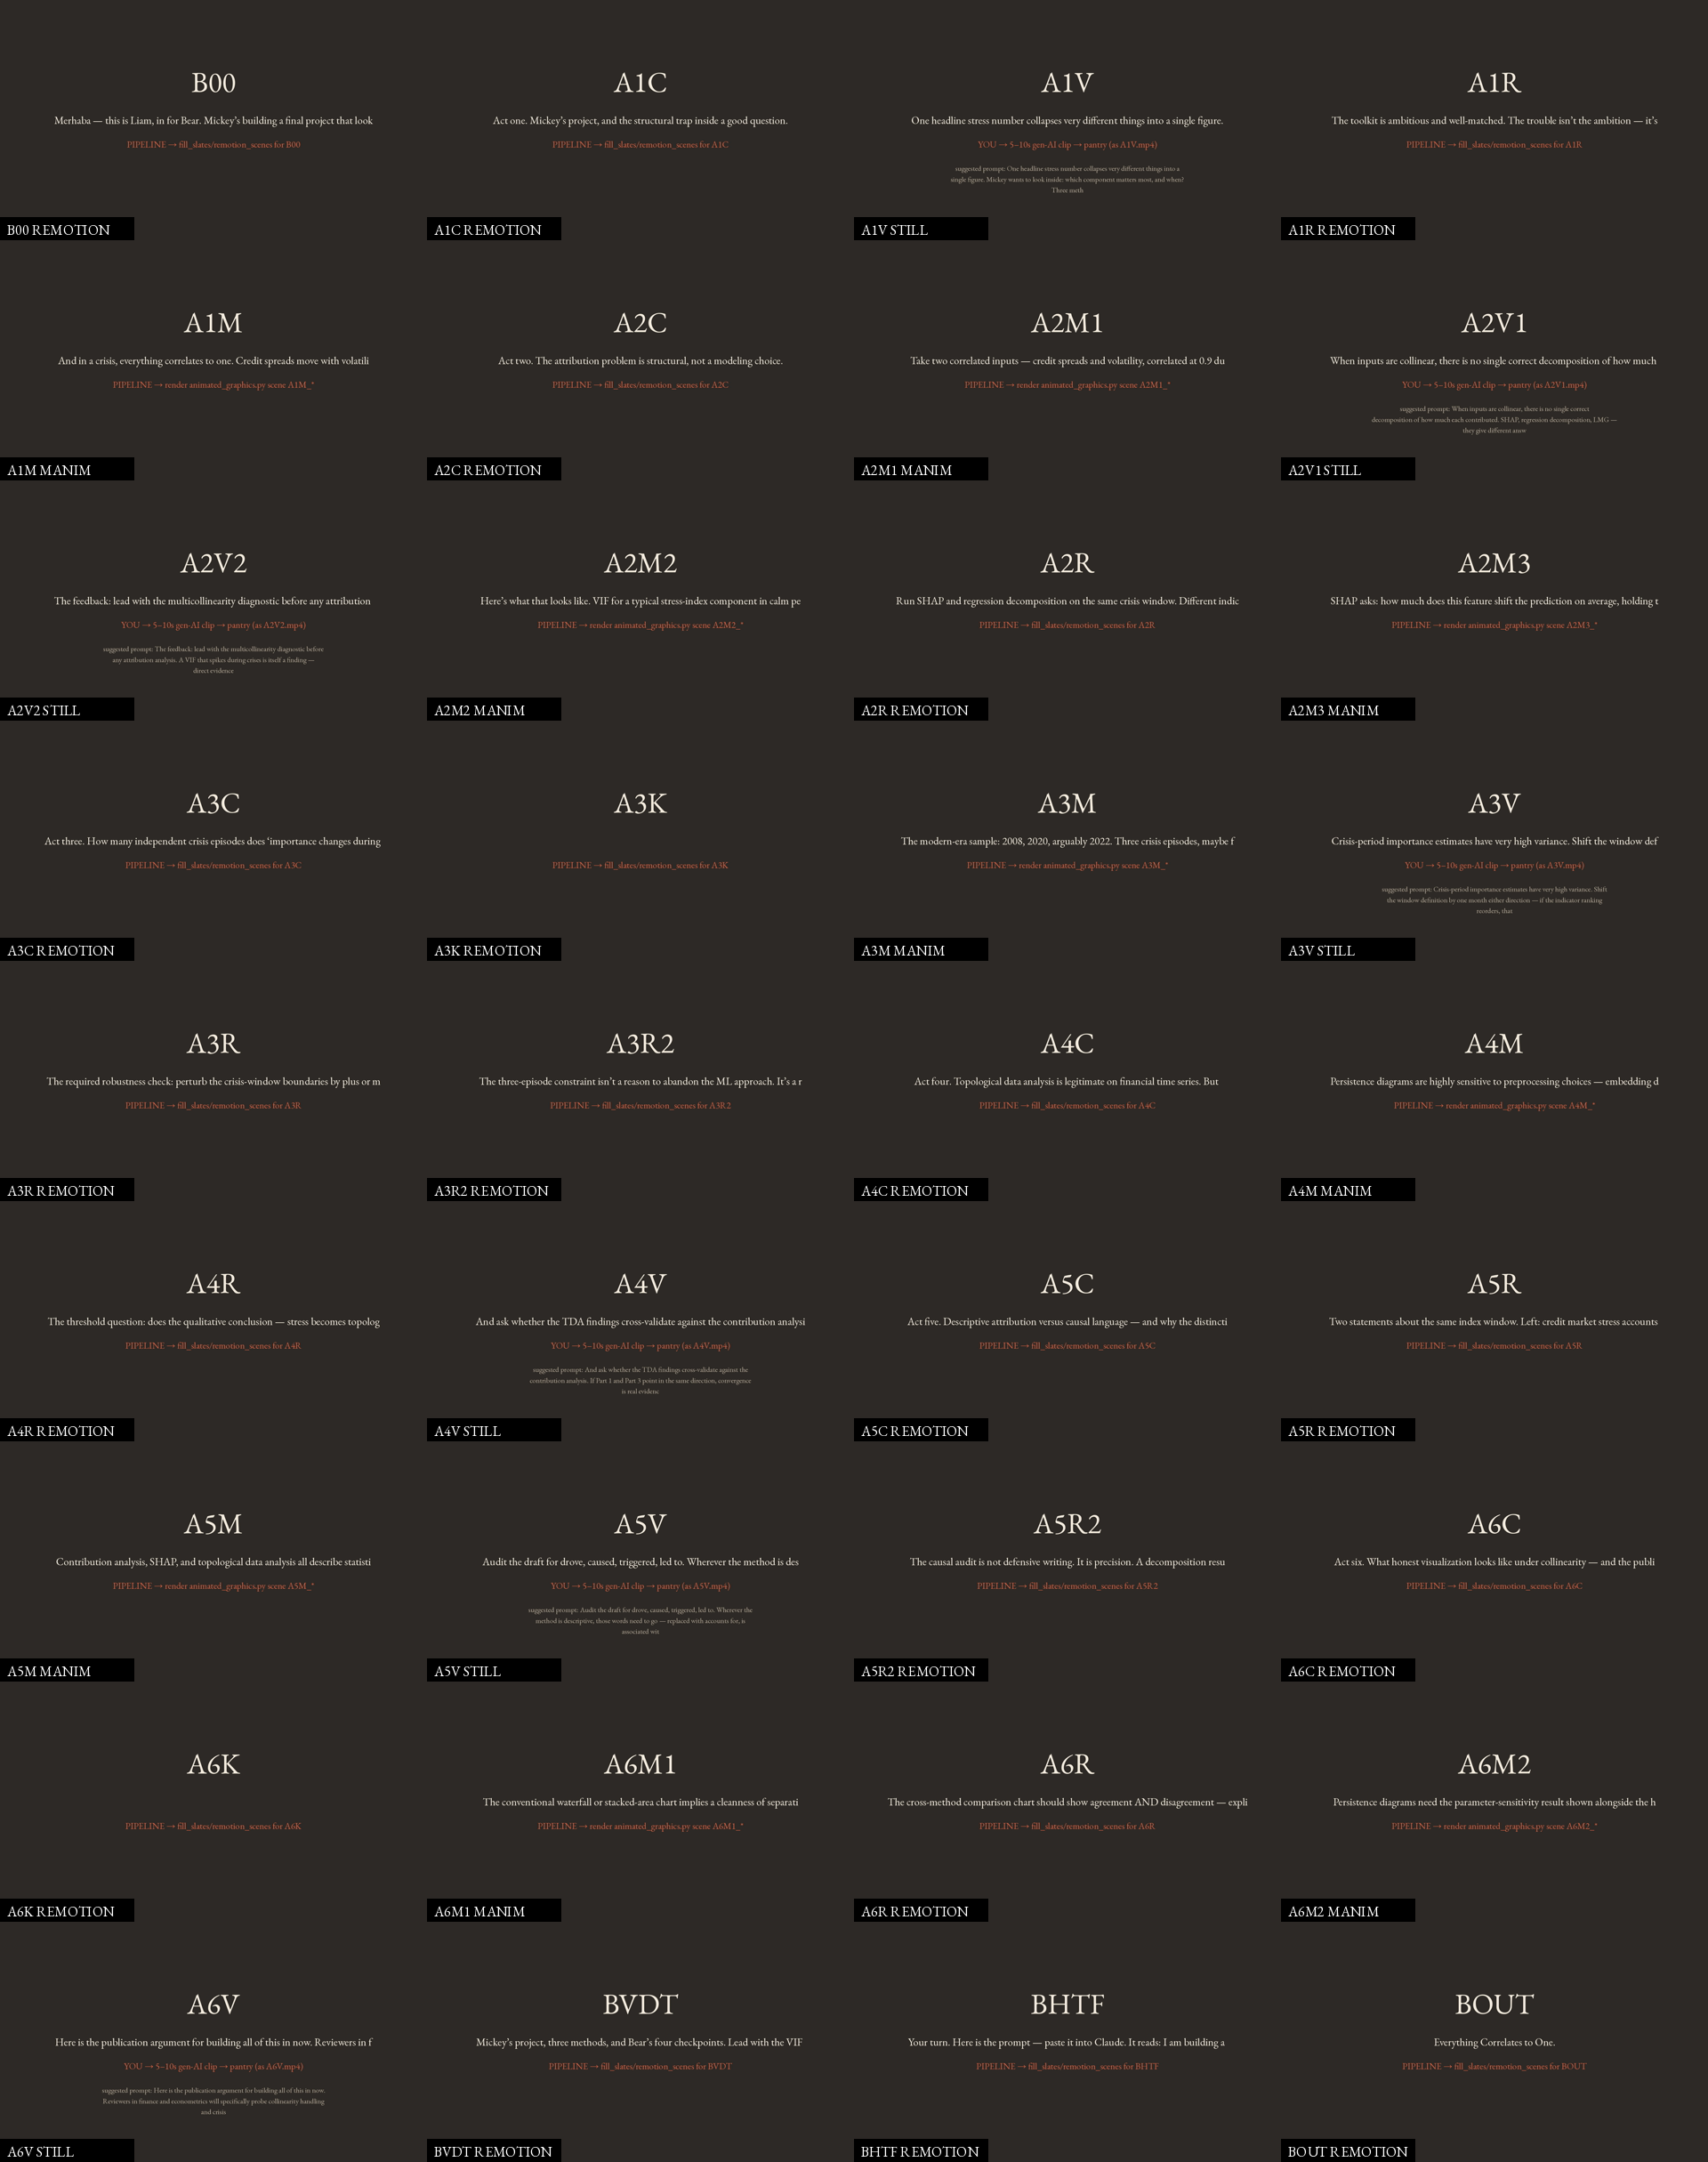 B00
Merhaba — this is Liam, in for Bear. Mickey's building a final project that look
PIPELINE → fill_slates/remotion_scenes for B00
B00 REMOTION
A1C
Act one. Mickey's project, and the structural trap inside a good question.
PIPELINE → fill_slates/remotion_scenes for A1C
A1C REMOTION
A1V
One headline stress number collapses very different things into a single figure.
YOU → 5–10s gen-AI clip → pantry (as A1V.mp4)
suggested prompt: One headline stress number collapses very different things into a
single figure. Mickey wants to look inside: which component matters most, and when?
Three meth
A1V STILL
A1R
The toolkit is ambitious and well-matched. The trouble isn't the ambition — it's
PIPELINE → fill_slates/remotion_scenes for A1R
A1R REMOTION
A1M
And in a crisis, everything correlates to one. Credit spreads move with volatili
PIPELINE → render animated_graphics.py scene A1M_*
A1M MANIM
A2C
Act two. The attribution problem is structural, not a modeling choice.
PIPELINE → fill_slates/remotion_scenes for A2C
A2C REMOTION
A2M1
Take two correlated inputs — credit spreads and volatility, correlated at 0.9 du
PIPELINE → render animated_graphics.py scene A2M1_*
A2M1 MANIM
A2V1
When inputs are collinear, there is no single correct decomposition of how much
YOU → 5–10s gen-AI clip → pantry (as A2V1.mp4)
suggested prompt: When inputs are collinear, there is no single correct
decomposition of how much each contributed. SHAP, regression decomposition, LMG —
they give different answ
A2V1 STILL
A2V2
The feedback: lead with the multicollinearity diagnostic before any attribution
YOU → 5–10s gen-AI clip → pantry (as A2V2.mp4)
suggested prompt: The feedback: lead with the multicollinearity diagnostic before
any attribution analysis. A VIF that spikes during crises is itself a finding —
direct evidence
A2V2 STILL
A2M2
Here's what that looks like. VIF for a typical stress-index component in calm pe
PIPELINE → render animated_graphics.py scene A2M2_*
A2M2 MANIM
A2R
Run SHAP and regression decomposition on the same crisis window. Different indic
PIPELINE → fill_slates/remotion_scenes for A2R
A2R REMOTION
A2M3
SHAP asks: how much does this feature shift the prediction on average, holding t
PIPELINE → render animated_graphics.py scene A2M3_*
A2M3 MANIM
A3C
Act three. How many independent crisis episodes does ‘importance changes during
PIPELINE → fill_slates/remotion_scenes for A3C
A3C REMOTION
A3K
PIPELINE → fill_slates/remotion_scenes for A3K
A3K REMOTION
A3M
The modern-era sample: 2008, 2020, arguably 2022. Three crisis episodes, maybe f
PIPELINE → render animated_graphics.py scene A3M_*
A3M MANIM
A3V
Crisis-period importance estimates have very high variance. Shift the window def
YOU → 5–10s gen-AI clip → pantry (as A3V.mp4)
suggested prompt: Crisis-period importance estimates have very high variance. Shift
the window definition by one month either direction — if the indicator ranking
reorders, that
A3V STILL
A3R
The required robustness check: perturb the crisis-window boundaries by plus or m
PIPELINE → fill_slates/remotion_scenes for A3R
A3R REMOTION
A3R2
The three-episode constraint isn't a reason to abandon the ML approach. It's a r
PIPELINE → fill_slates/remotion_scenes for A3R2
A3R2 REMOTION
A4C
Act four. Topological data analysis is legitimate on financial time series. But
PIPELINE → fill_slates/remotion_scenes for A4C
A4C REMOTION
A4M
Persistence diagrams are highly sensitive to preprocessing choices — embedding d
PIPELINE → render animated_graphics.py scene A4M_*
A4M MANIM
A4R
The threshold question: does the qualitative conclusion — stress becomes topolog
PIPELINE → fill_slates/remotion_scenes for A4R
A4R REMOTION
A4V
And ask whether the TDA findings cross-validate against the contribution analysi
YOU → 5–10s gen-AI clip → pantry (as A4V.mp4)
suggested prompt: And ask whether the TDA findings cross-validate against the
contribution analysis. If Part 1 and Part 3 point in the same direction, convergence
is real evidenc
A4V STILL
A5C
Act five. Descriptive attribution versus causal language — and why the distincti
PIPELINE → fill_slates/remotion_scenes for A5C
A5C REMOTION
A5R
Two statements about the same index window. Left: credit market stress accounts
PIPELINE → fill_slates/remotion_scenes for A5R
A5R REMOTION
A5M
Contribution analysis, SHAP, and topological data analysis all describe statisti
PIPELINE → render animated_graphics.py scene A5M_*
A5M MANIM
A5V
Audit the draft for drove, caused, triggered, led to. Wherever the method is des
YOU → 5–10s gen-AI clip → pantry (as A5V.mp4)
suggested prompt: Audit the draft for drove, caused, triggered, led to. Wherever the
method is descriptive, those words need to go — replaced with accounts for, is
associated wit
A5V STILL
A5R2
The causal audit is not defensive writing. It is precision. A decomposition resu
PIPELINE → fill_slates/remotion_scenes for A5R2
A5R2 REMOTION
A6C
Act six. What honest visualization looks like under collinearity — and the publi
PIPELINE → fill_slates/remotion_scenes for A6C
A6C REMOTION
A6K
PIPELINE → fill_slates/remotion_scenes for A6K
A6K REMOTION
A6M1
The conventional waterfall or stacked-area chart implies a cleanness of separati
PIPELINE → render animated_graphics.py scene A6M1_*
A6M1 MANIM
A6R
The cross-method comparison chart should show agreement AND disagreement — expli
PIPELINE → fill_slates/remotion_scenes for A6R
A6R REMOTION
A6M2
Persistence diagrams need the parameter-sensitivity result shown alongside the h
PIPELINE → render animated_graphics.py scene A6M2_*
A6M2 MANIM
A6V
Here is the publication argument for building all of this in now. Reviewers in f
YOU → 5–10s gen-AI clip → pantry (as A6V.mp4)
suggested prompt: Here is the publication argument for building all of this in now.
Reviewers in finance and econometrics will specifically probe collinearity handling
and crisis
A6V STILL
BVDT
Mickey's project, three methods, and Bear's four checkpoints. Lead with the VIF
PIPELINE → fill_slates/remotion_scenes for BVDT
BVDT REMOTION
BHTF
Your turn. Here is the prompt — paste it into Claude. It reads: I am building a
PIPELINE → fill_slates/remotion_scenes for BHTF
BHTF REMOTION
BOUT
Everything Correlates to One.
PIPELINE → fill_slates/remotion_scenes for BOUT
BOUT REMOTION